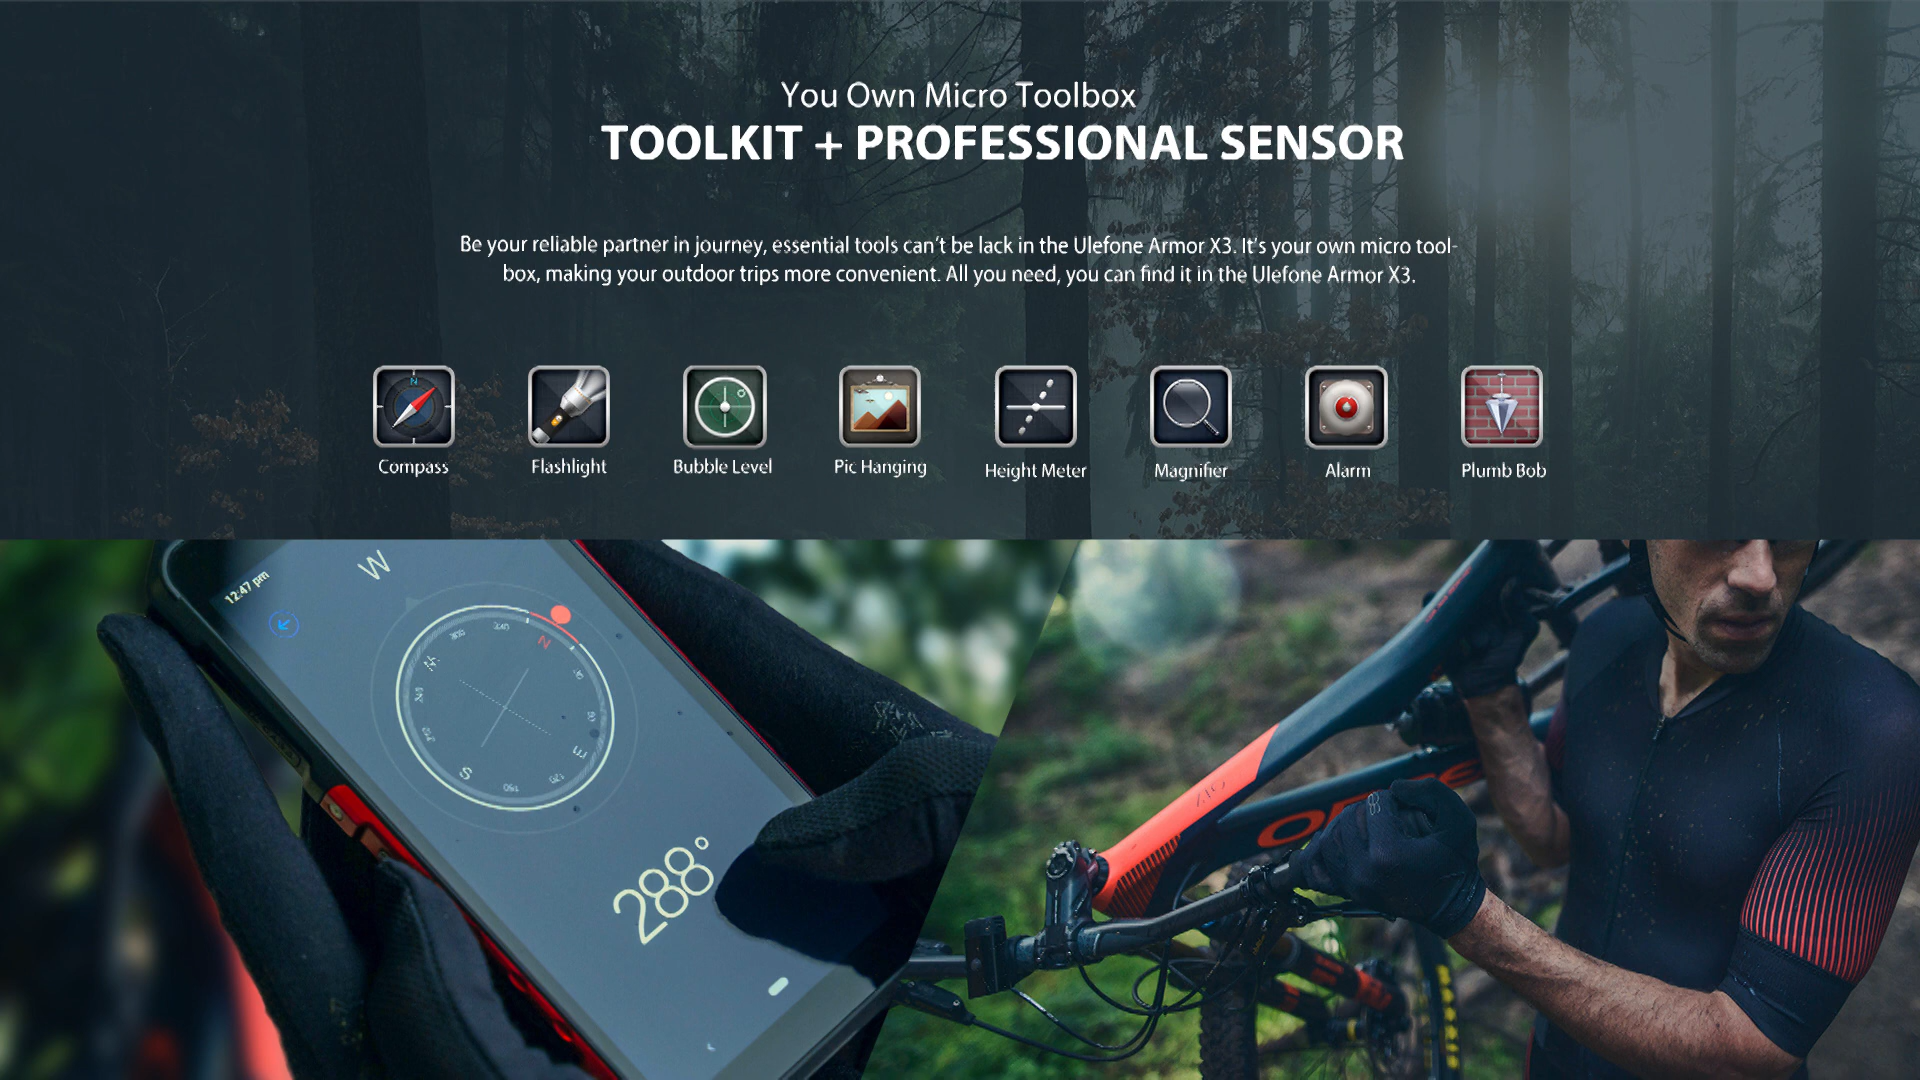 You Own Micro Toolbox
TOOLKIT + PROFESSIONAL SENSOR
Be your reliable partner in journey, essential tools can't be lack in the Ulefone Armor X3. It's your own micro tool-
box, making your outdoor trips more convenient. All you need, you can find it in the Ulefone Armor X3.
Compass
Flashlight
Bubble Level
Pic Hanging
Height Meter
Magnifier
Alarm
Plumb Bob
N
12:47 pm
W
N
E
S
288°